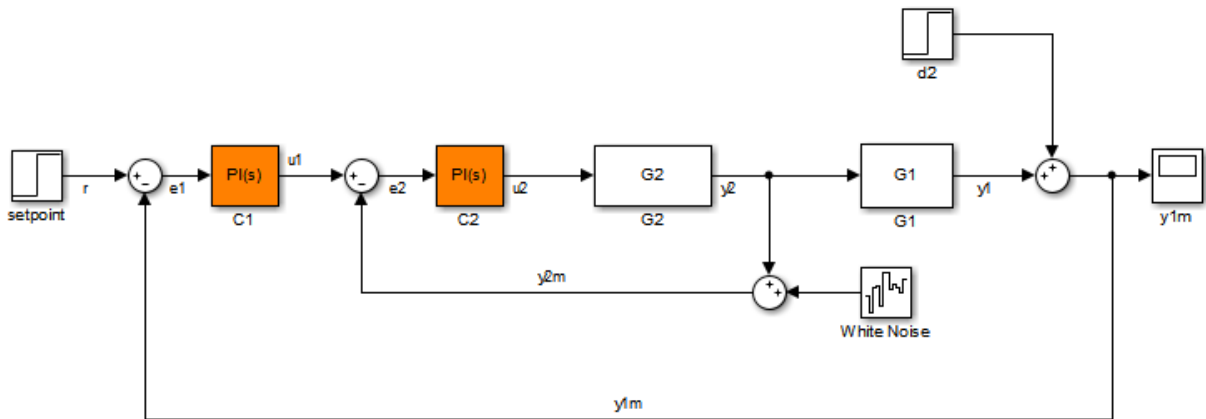 d2
PI(s)
PI(s)
G2
G1
u1
r
e1
e2
u2
y2
y1
setpoint
C1
C2
G2
G1
y1m
y2m
White Noise
y1m